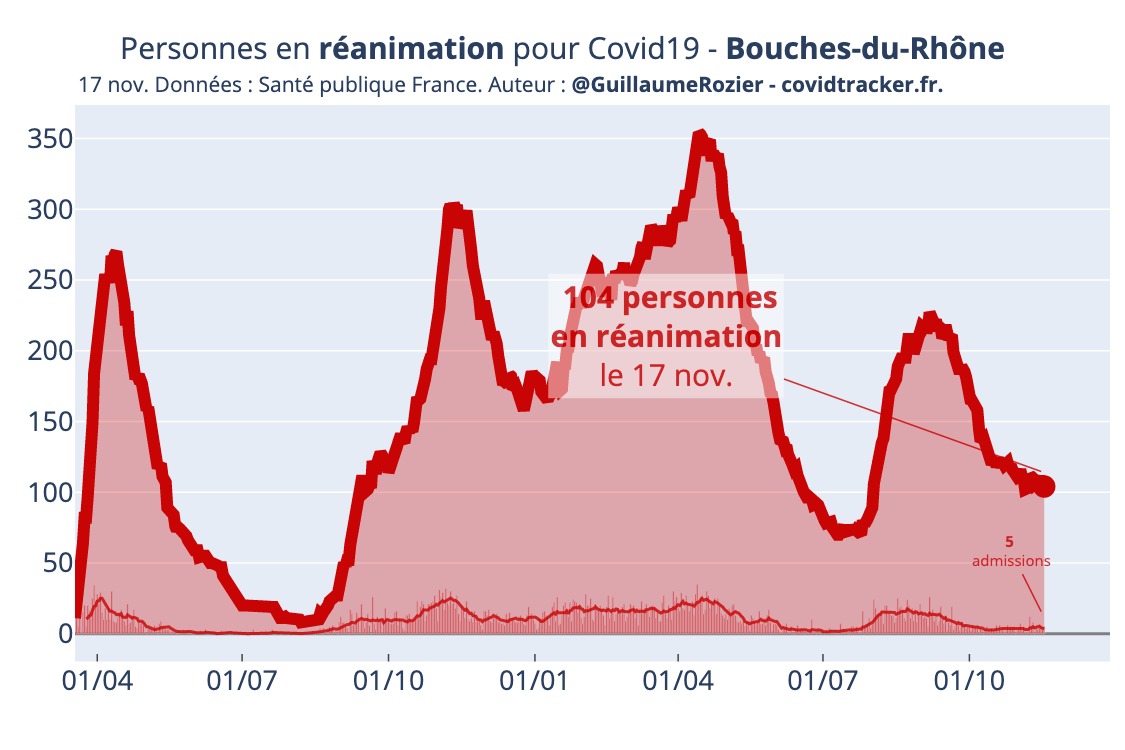 Personnes en réanimation pour Covid19 - Bouches-du-Rhône
17 nov. Données : Santé publique France. Auteur : @GuillaumeRozier - covidtracker.fr.
350
300
250
200
150
100
50
0
104 personnes
en réanimation
le 17 nov.
5
admissions
01/04
01/07
01/10
01/01
01/04
01/07
01/10